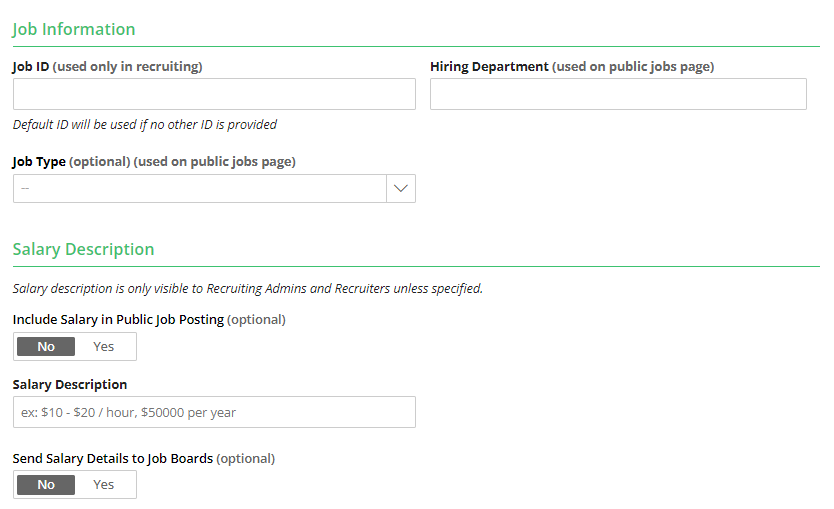 Job Information
Job ID (used only in recruiting)
Hiring Department (used on public jobs page)
Default ID will be used if no other ID is provided
Job Type (optional) (used on public jobs page)
--
Salary Description
Salary description is only visible to Recruiting Admins and Recruiters unless specified.
Include Salary in Public Job Posting (optional)
No Yes
Salary Description
ex: $10 - $20 / hour, $50000 per year
Send Salary Details to Job Boards (optional)
No Yes